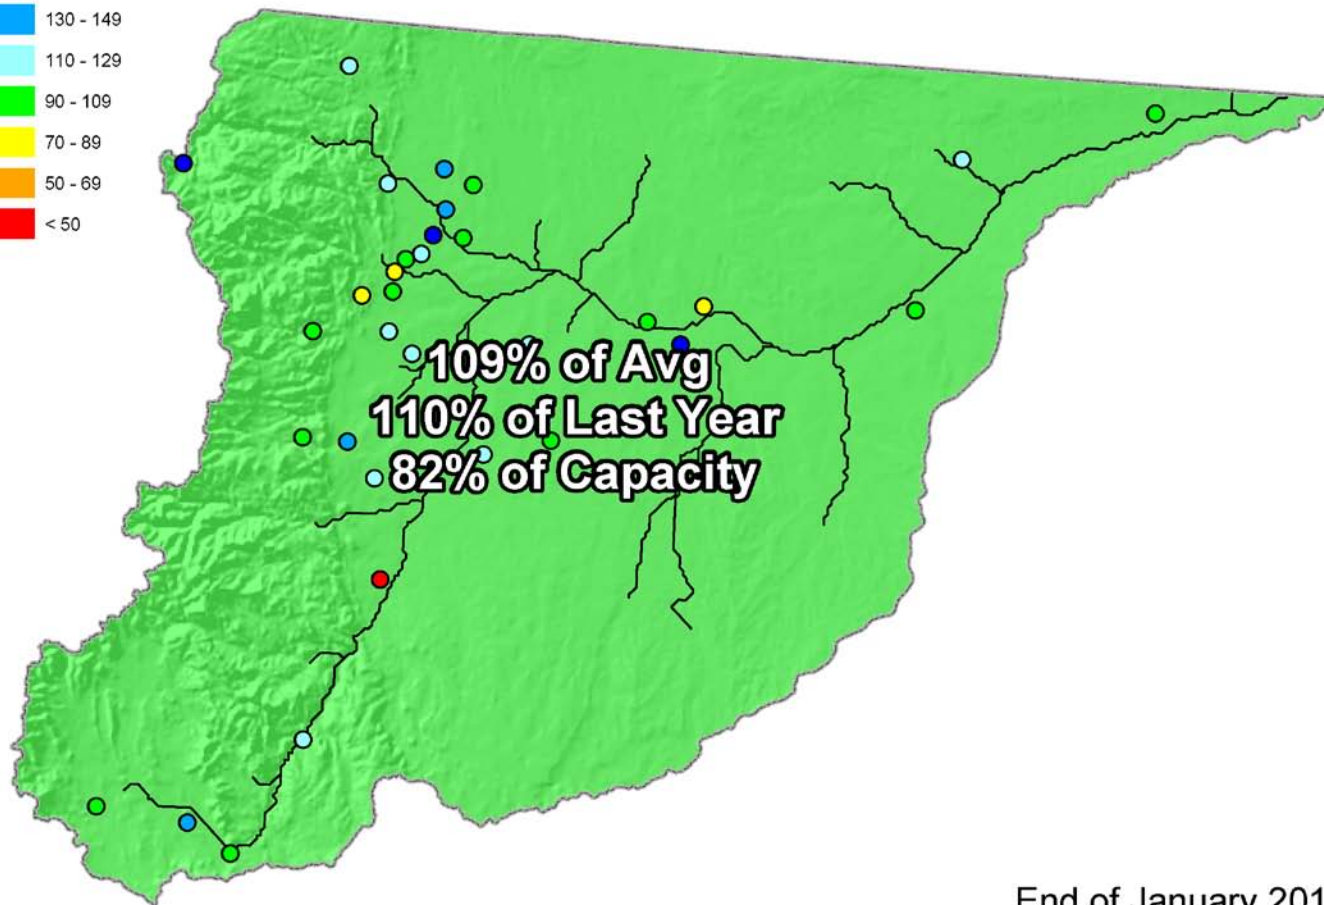 130 - 149
110 - 129
90 - 109
70 - 89
50 - 69
< 50
109% of Avg
110% of Last Year
82% of Capacity
End of January